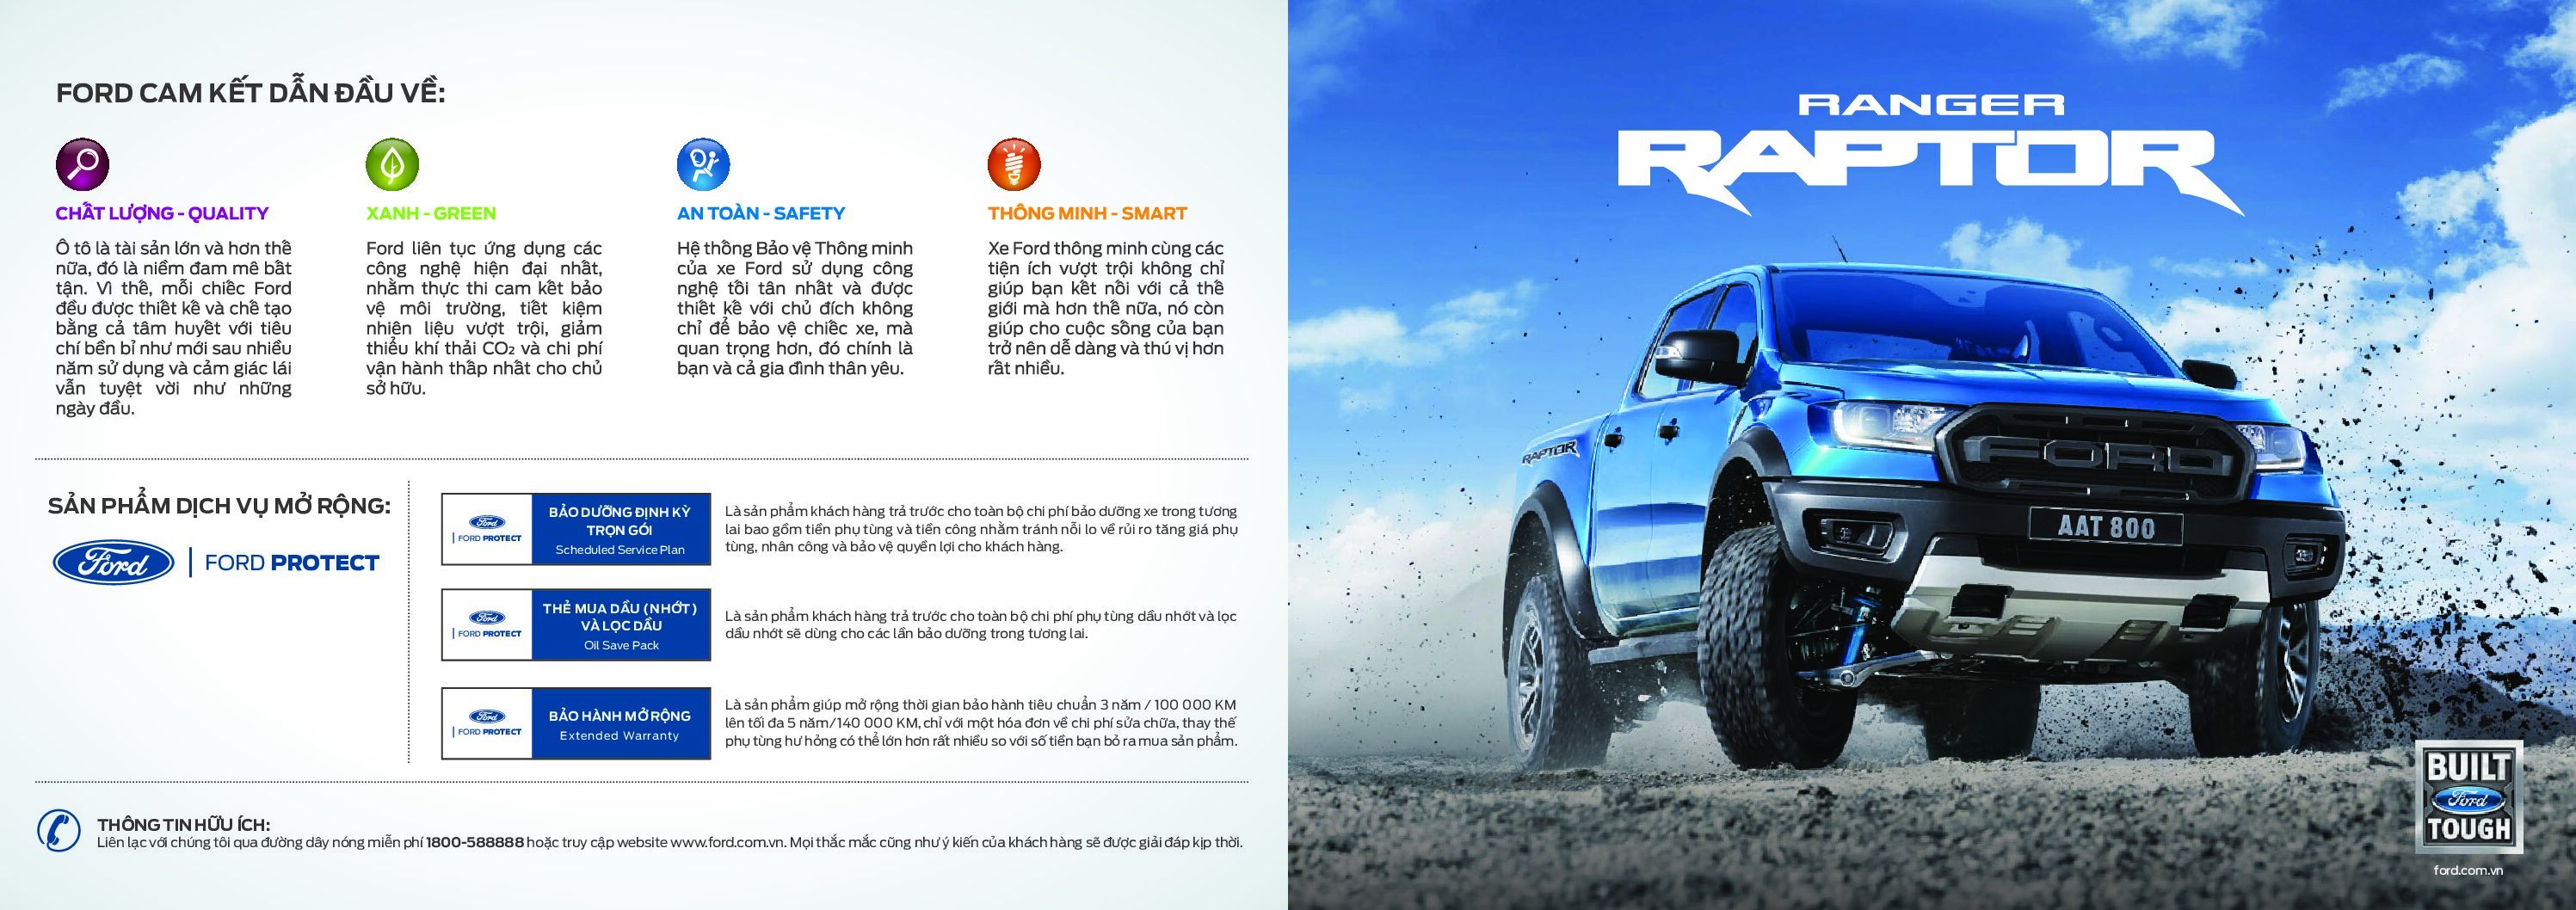 FORD CAM KẾT DẪN ĐẦU VỀ:
CHẤT LƯỢNG - QUALITY
Ô tô là tài sản lớn và hơn thế
nữa, đó là niềm đam mê bất
tận. Vì thế, mỗi chiếc Ford
đều được thiết kế và chế tạo
bằng cả tâm huyết với tiêu
chí bền bỉ như mới sau nhiều
năm sử dụng và cảm giác lái
vẫn tuyệt vời như những
ngày đầu.
XANH - GREEN
Ford liên tục ứng dụng các
công nghệ hiện đại nhất,
nhằm thực thi cam kết bảo
vệ môi trường, tiết kiệm
nhiên liệu vượt trội, giảm
thiểu khí thải CO₂ và chi phí
vận hành thấp nhất cho chủ
sở hữu.
AN TOÀN - SAFETY
Hệ thống Bảo vệ Thông minh
của xe Ford sử dụng công
nghệ tối tân nhất và được
thiết kế với chủ đích không
chỉ để bảo vệ chiếc xe, mà
quan trọng hơn, đó chính là
bạn và cả gia đình thân yêu.
THÔNG MINH - SMART
Xe Ford thông minh cùng các
tiện ích vượt trội không chỉ
giúp bạn kết nối với cả thế
giới mà hơn thế nữa, nó còn
giúp cho cuộc sống của bạn
trở nên dễ dàng và thú vị hơn
rất nhiều.
SẢN PHẨM DỊCH VỤ MỞ RỘNG:
Ford | FORD PROTECT
Ford
FORD PROTECT
BẢO DƯỠNG ĐỊNH KỲ
TRỌN GÓI
Scheduled Service Plan
Là sản phẩm khách hàng trả trước cho toàn bộ chi phí bảo dưỡng xe trong tương
lai bao gồm tiền phụ tùng và tiền công nhằm tránh nỗi lo về rủi ro tăng giá phụ
tùng, nhân công và bảo vệ quyền lợi cho khách hàng.
Ford
FORD PROTECT
THẺ MUA DẦU (NHỚT)
VÀ LỌC DẦU
Oil Save Pack
Là sản phẩm khách hàng trả trước cho toàn bộ chi phí phụ tùng dầu nhớt và lọc
dầu nhớt sẽ dùng cho các lần bảo dưỡng trong tương lai.
Ford
FORD PROTECT
BẢO HÀNH MỞ RỘNG
Extended Warranty
Là sản phẩm giúp mở rộng thời gian bảo hành tiêu chuẩn 3 năm / 100 000 KM
lên tối đa 5 năm/140 000 KM, chỉ với một hóa đơn về chi phí sửa chữa, thay thế
phụ tùng hư hỏng có thể lớn hơn rất nhiều so với số tiền bạn bỏ ra mua sản phẩm.
THÔNG TIN HỮU ÍCH:
Liên lạc với chúng tôi qua đường dây nóng miễn phí 1800-588888 hoặc truy cập website www.ford.com.vn. Mọi thắc mắc cũng như ý kiến của khách hàng sẽ được giải đáp kịp thời.
RANGER
RAPTOR
RAPTOR
FORD
AAT 800
BUILT
Ford
TOUGH
ford.com.vn